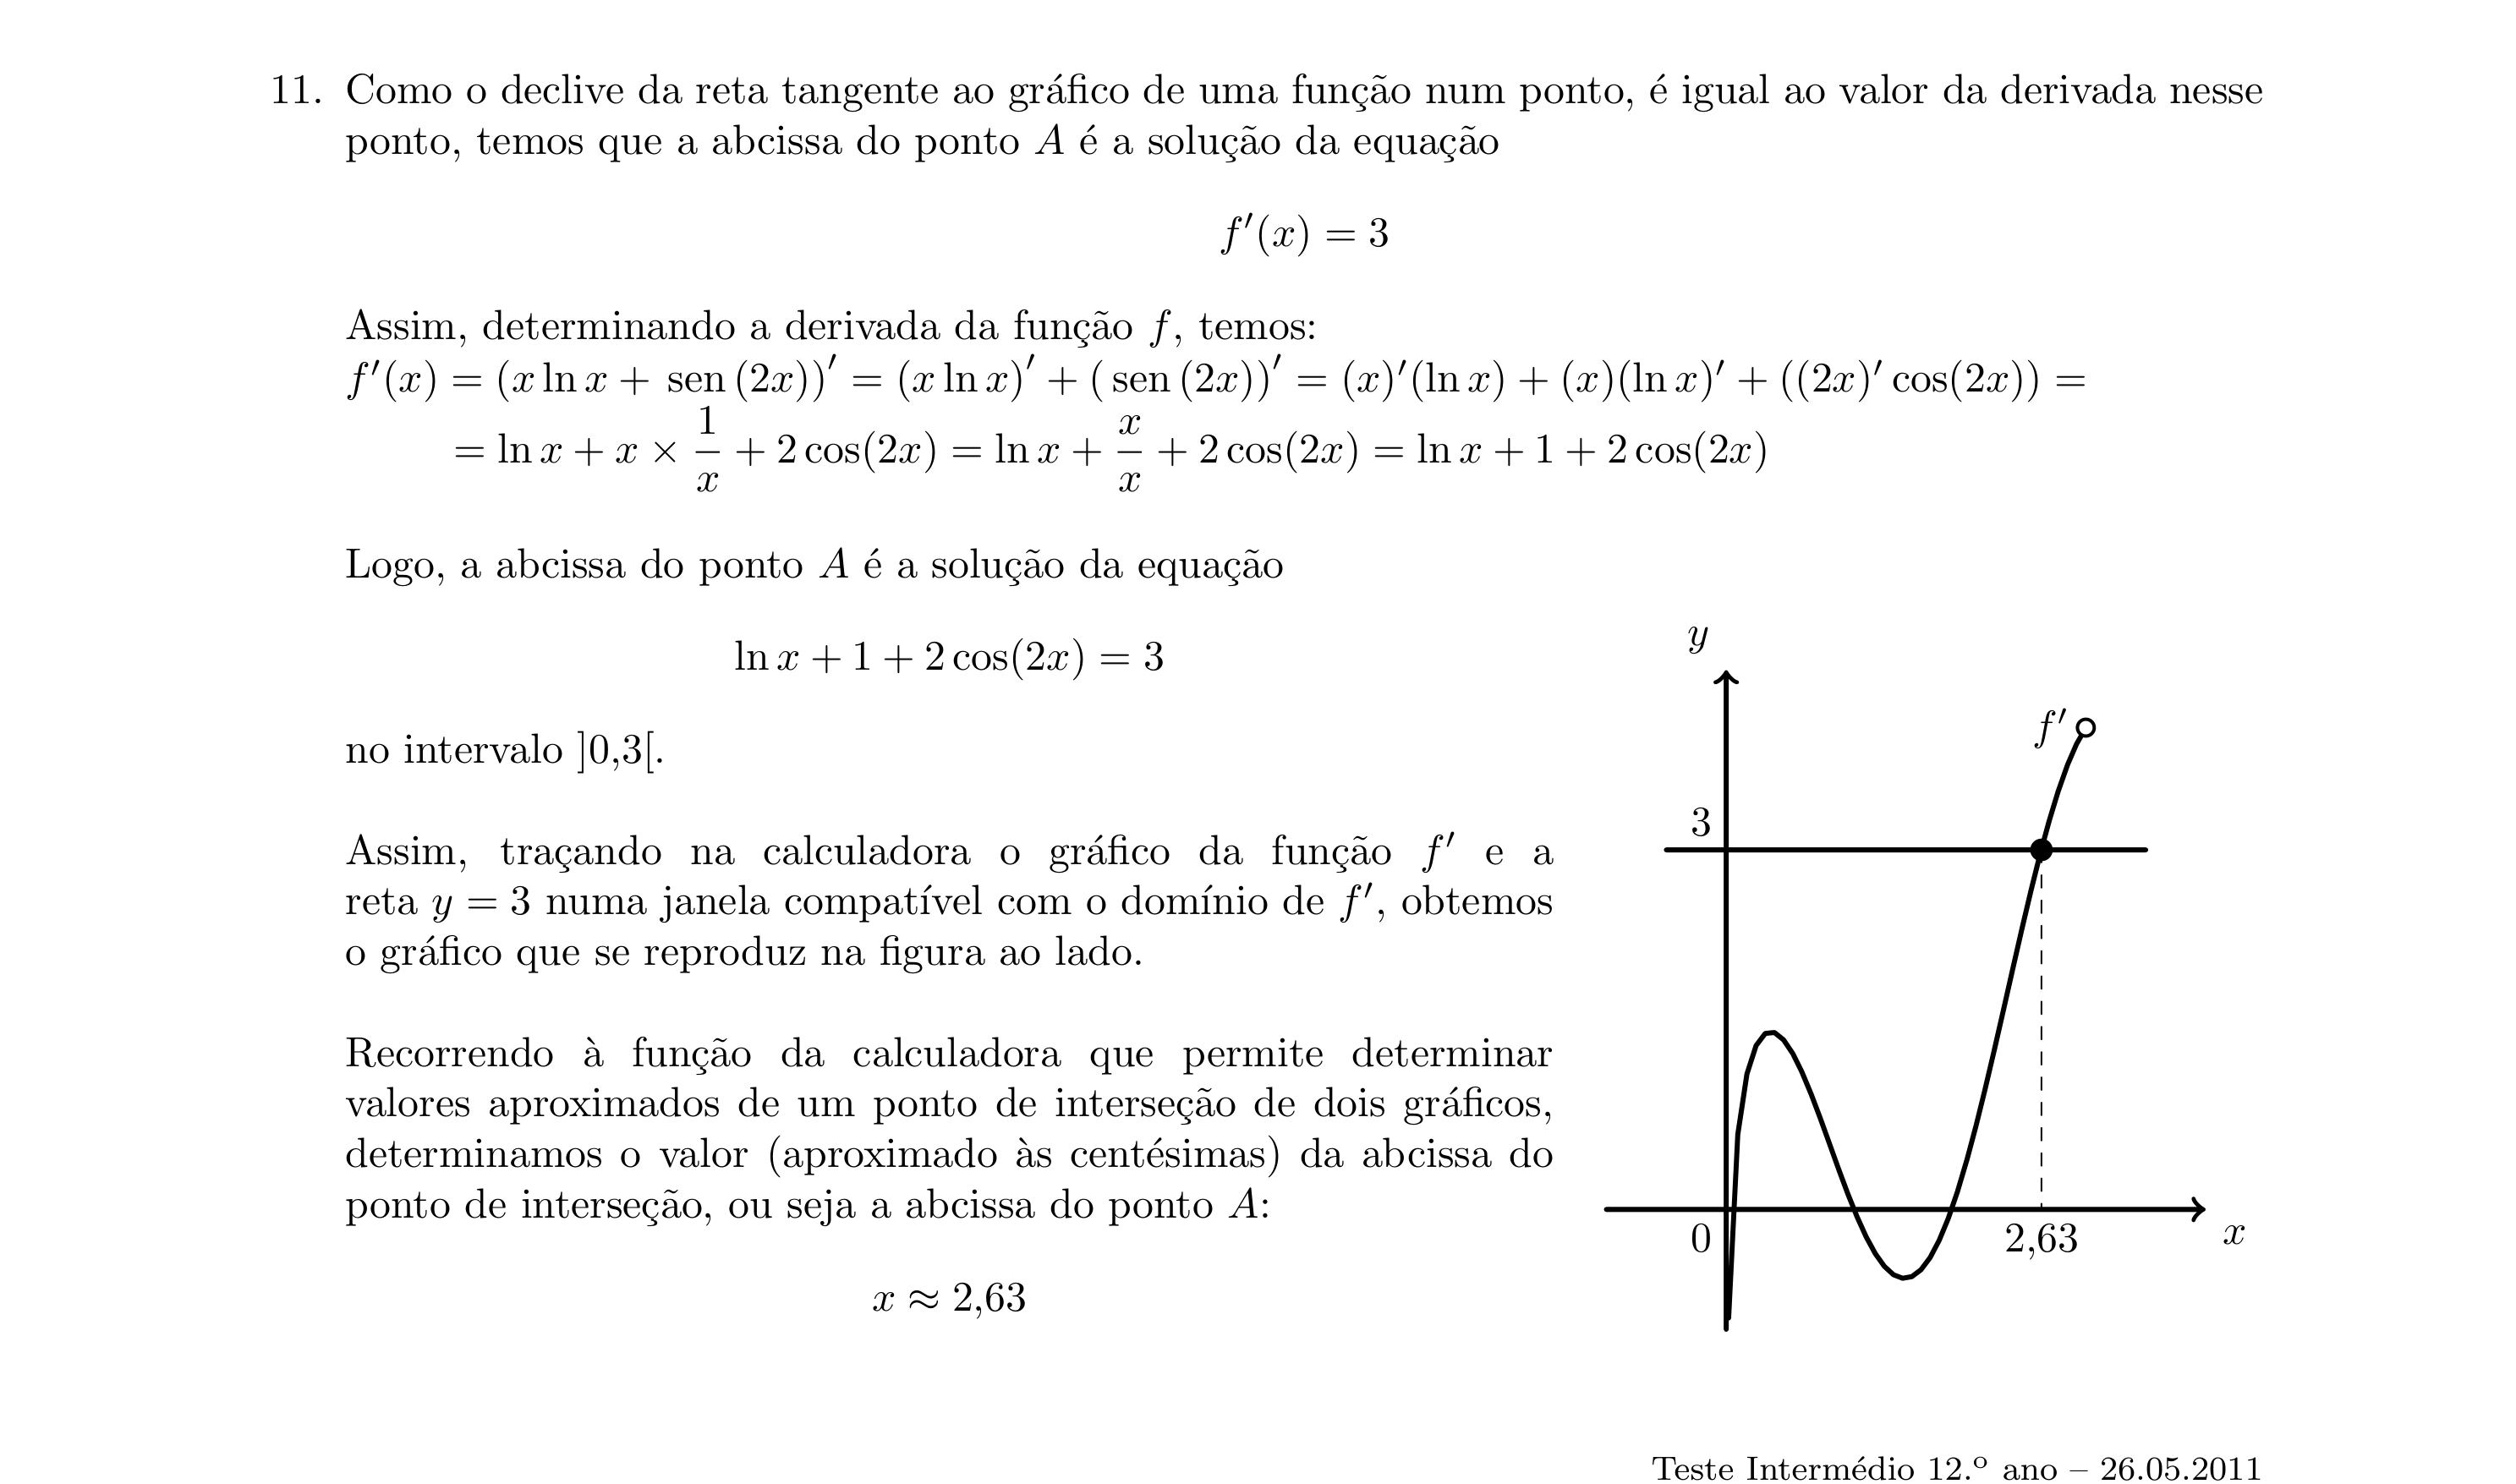 11. Como o declive da reta tangente ao gráfico de uma função num ponto, é igual ao valor da derivada nesse
ponto, temos que a abcissa do ponto A é a solução da equação
f′(x) = 3
Assim, determinando a derivada da função f, temos:
f′(x) = (x ln x + sen (2x))′ = (x ln x)′ + ( sen (2x))′ = (x)′(ln x) + (x)(ln x)′ + ((2x)′ cos(2x)) =
= ln x + x × 1/x + 2 cos(2x) = ln x + x/x + 2 cos(2x) = ln x + 1 + 2 cos(2x)
Logo, a abcissa do ponto A é a solução da equação
ln x + 1 + 2 cos(2x) = 3
no intervalo ]0,3[.
Assim, traçando na calculadora o gráfico da função f′ e a
reta y = 3 numa janela compatível com o domínio de f′, obtemos
o gráfico que se reproduz na figura ao lado.
Recorrendo à função da calculadora que permite determinar
valores aproximados de um ponto de interseção de dois gráficos,
determinamos o valor (aproximado às centésimas) da abcissa do
ponto de interseção, ou seja a abcissa do ponto A:
x ≈ 2,63
y
f′
3
0
2,63
x
Teste Intermédio 12.º ano – 26.05.2011